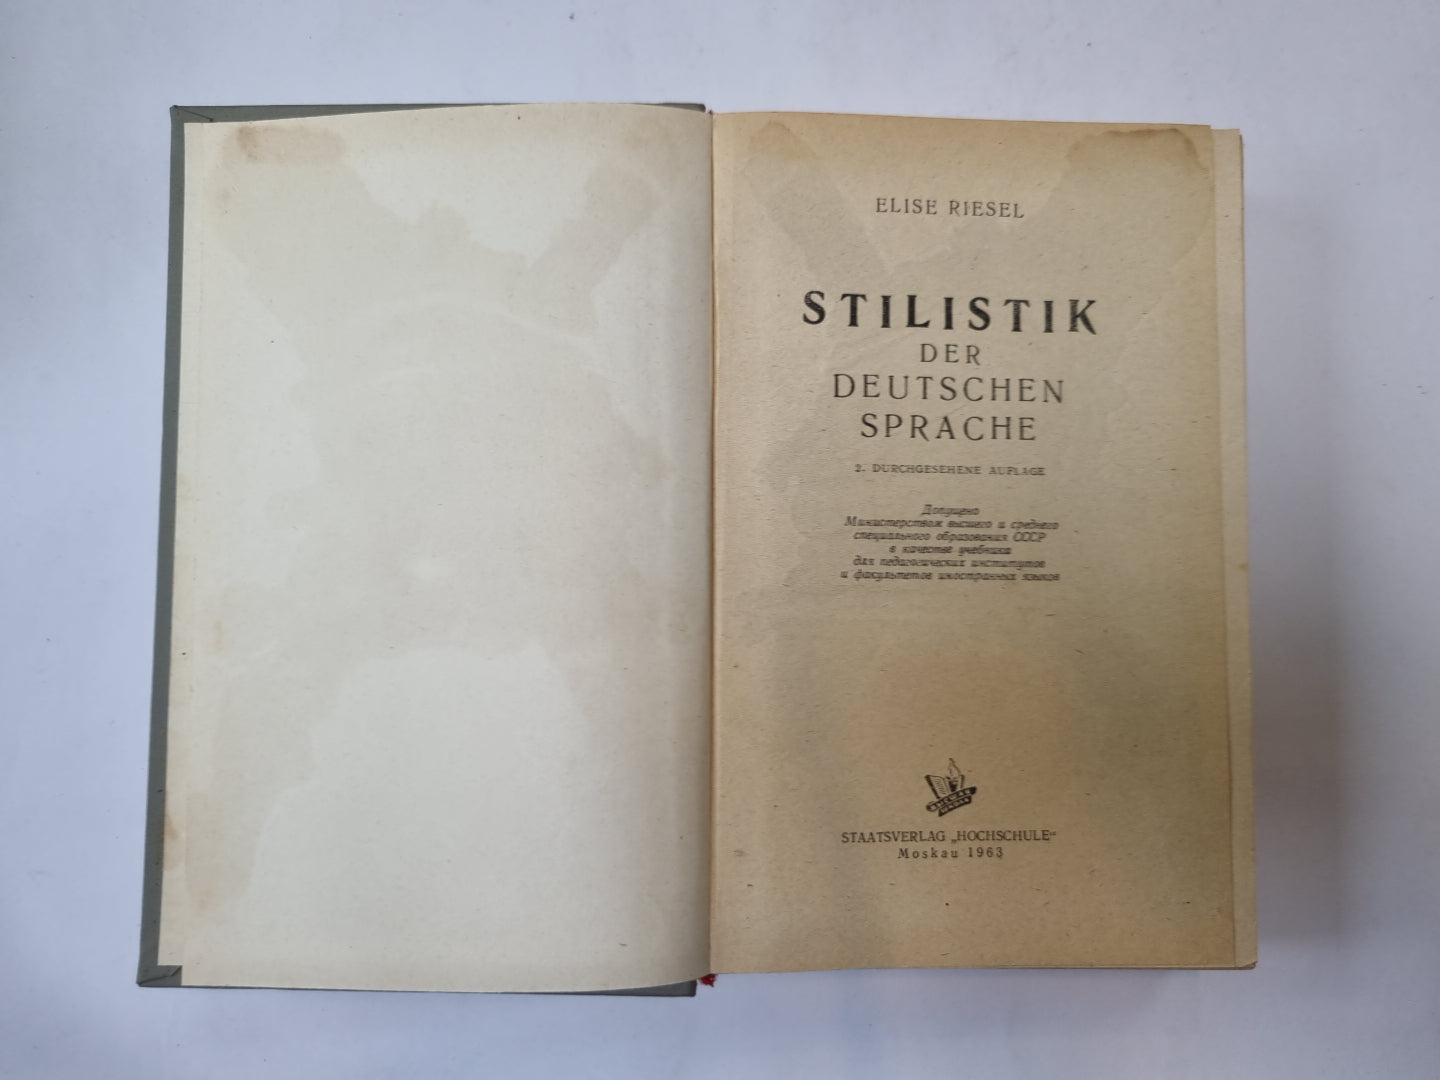 ELISE RIESEL
STILISTIK
DER
DEUTSCHEN
SPRACHE
2. DURCHGESEHENE AUFLAGE
Допущено
Министерством высшего и среднего
специального образования СССР
в качестве учебника
для педагогических институтов
и факультетов иностранных языков
STAATSVERLAG „HOCHSCHULE“
Moskau 1963